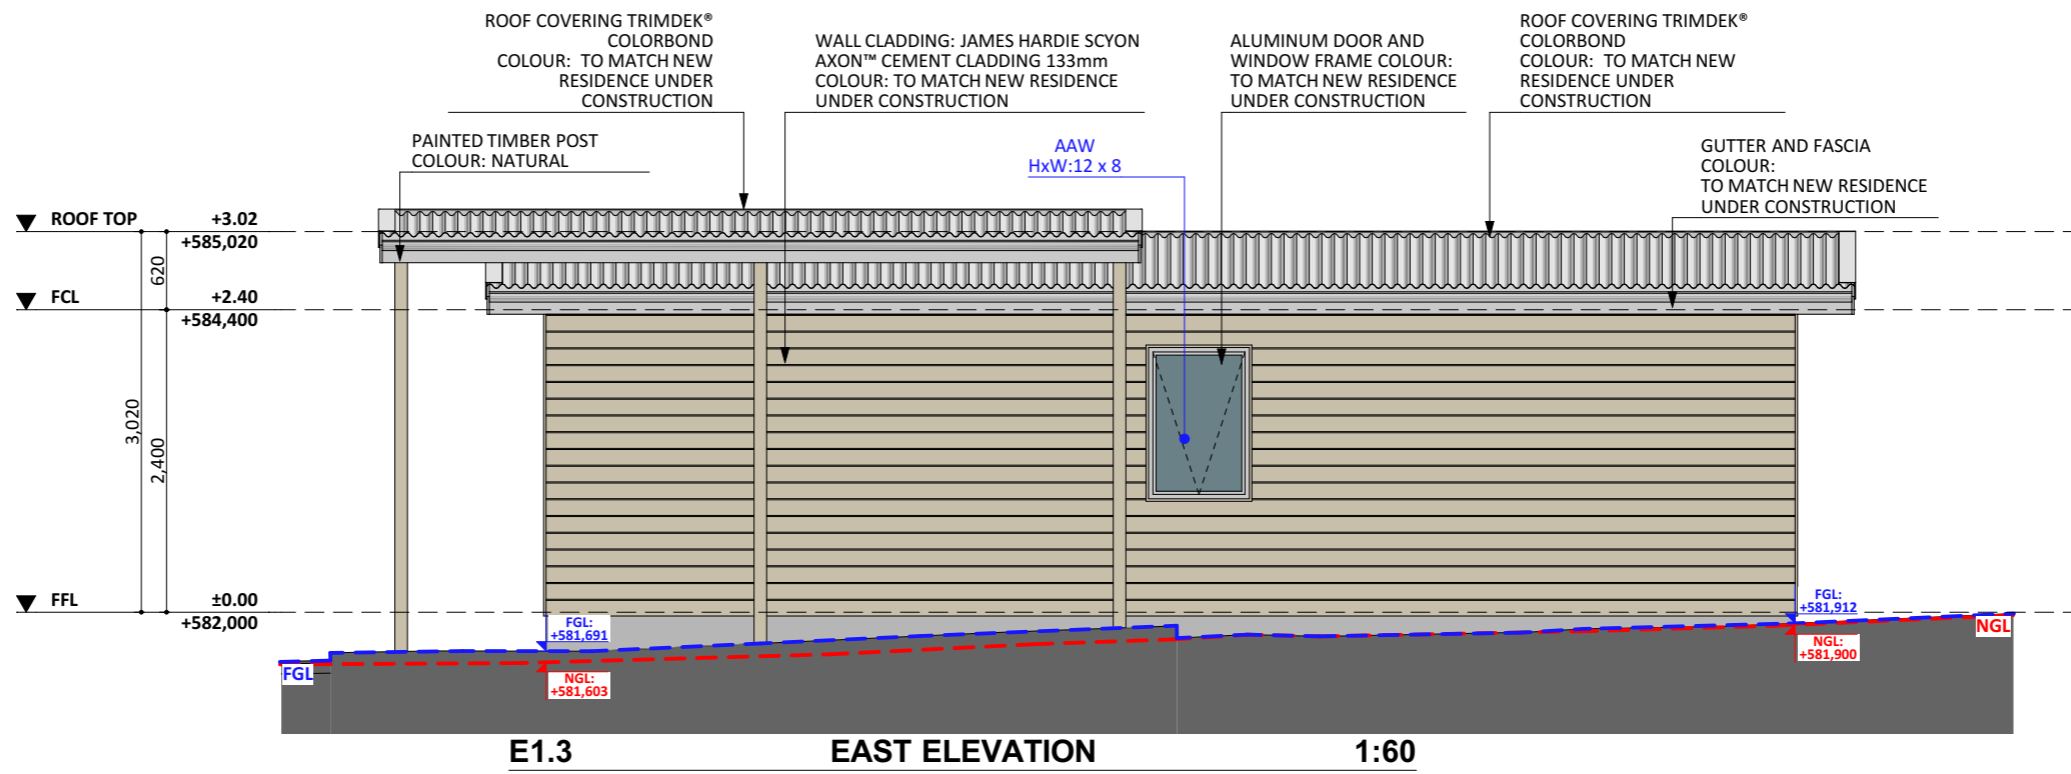 ROOF COVERING TRIMDEK®
COLORBOND
COLOUR: TO MATCH NEW
RESIDENCE UNDER
CONSTRUCTION
WALL CLADDING: JAMES HARDIE SCYON
AXON™ CEMENT CLADDING 133mm
COLOUR: TO MATCH NEW RESIDENCE
UNDER CONSTRUCTION
ALUMINUM DOOR AND
WINDOW FRAME COLOUR:
TO MATCH NEW RESIDENCE
UNDER CONSTRUCTION
ROOF COVERING TRIMDEK®
COLORBOND
COLOUR: TO MATCH NEW
RESIDENCE UNDER
CONSTRUCTION
PAINTED TIMBER POST
COLOUR: NATURAL
AAW
HxW:12 x 8
GUTTER AND FASCIA
COLOUR:
TO MATCH NEW RESIDENCE
UNDER CONSTRUCTION
ROOF TOP +3.02
+585,020
620
FCL +2.40
+584,400
3,020
2,400
FFL ±0.00
+582,000
FGL:
+581,691
FGL:
+581,912
NGL
NGL:
+581,900
FGL
NGL:
+581,603
E1.3 EAST ELEVATION 1:60